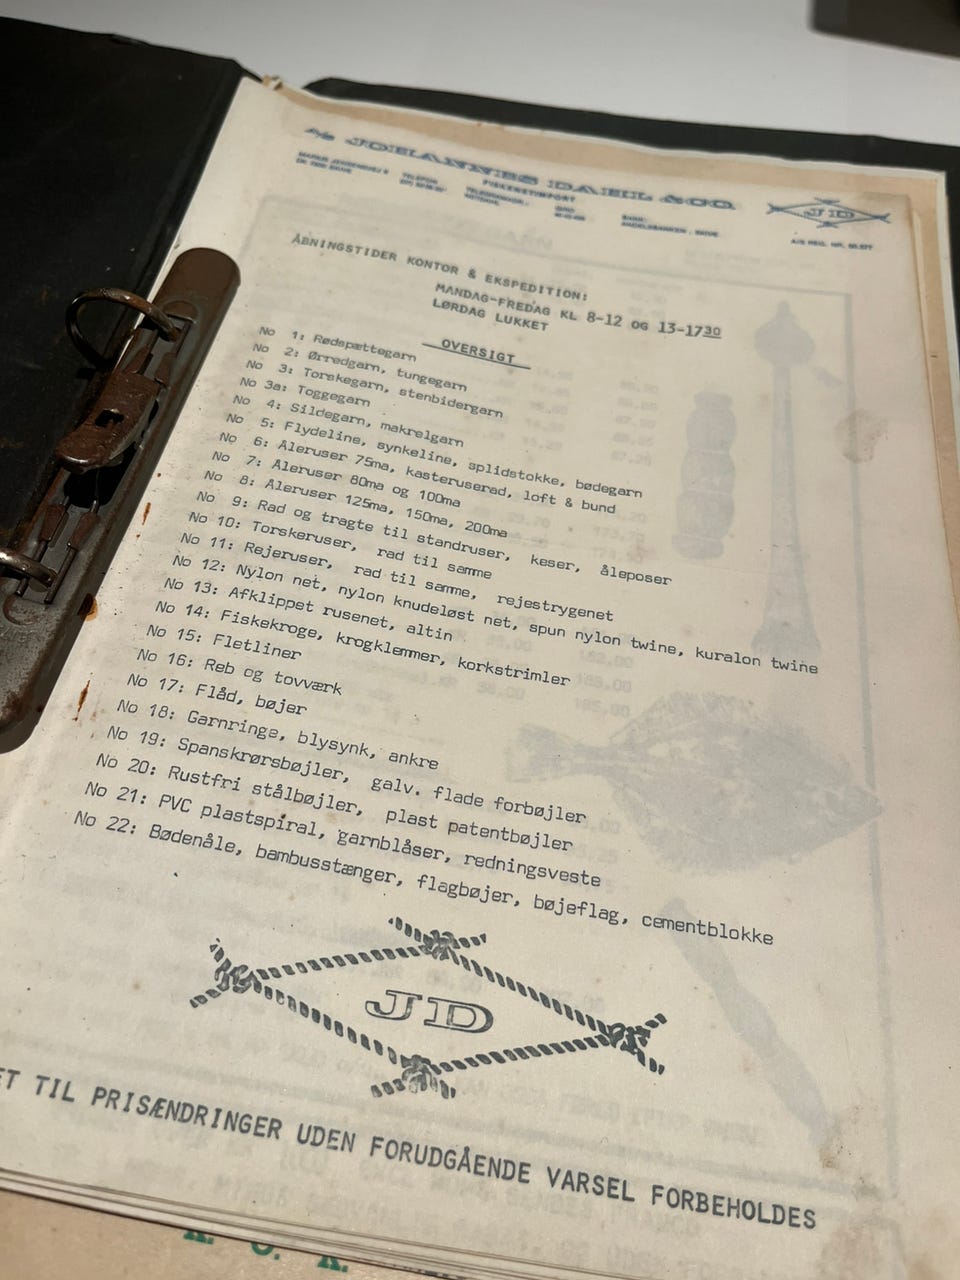 A/S JOHANNES DAHL & CO.
FISKERETIMPORT
TELEFON
BANK:
ANDELSBANKEN . SKIVE
JD
ÅBNINGSTIDER KONTOR & EKSPEDITION:
MANDAG-FREDAG KL 8-12 OG 13-17³⁰
LØRDAG LUKKET
OVERSIGT
No 1: Rødspættegarn
No 2: Ørredgarn, tungegarn
No 3: Torskegarn, stenbidergarn
No 3a: Toggegarn
No 4: Sildegarn, makrelgarn
No 5: Flydeline, synkeline, splidstokke, bødegarn
No 6: Aleruser 75ma, kasteruserad, loft & bund
No 7: Aleruser 80ma og 100ma
No 8: Aleruser 125ma, 150ma, 200ma
No 9: Rad og tragte til standruser, keser, åleposer
No 10: Torskeruser, rad til samme
No 11: Rejeruser, rad til samme, rejestrygenet
No 12: Nylon net, nylon knudeløst net, spun nylon twine, kuralon twine
No 13: Afklippet rusenet, altin
No 14: Fiskekroge, krogklemmer, korkstrimler
No 15: Fletliner
No 16: Reb og tovværk
No 17: Flåd, bøjer
No 18: Garnringe, blysynk, ankre
No 19: Spanskrørsbøjler, galv. flade forbøjler
No 20: Rustfri stålbøjler, plast patentbøjler
No 21: PVC plastspiral, garnblåser, redningsveste
No 22: Bødenåle, bambusstænger, flagbøjer, bøjeflag, cementblokke
JD
ET TIL PRISÆNDRINGER UDEN FORUDGÅENDE VARSEL FORBEHOLDES
K. O. K.